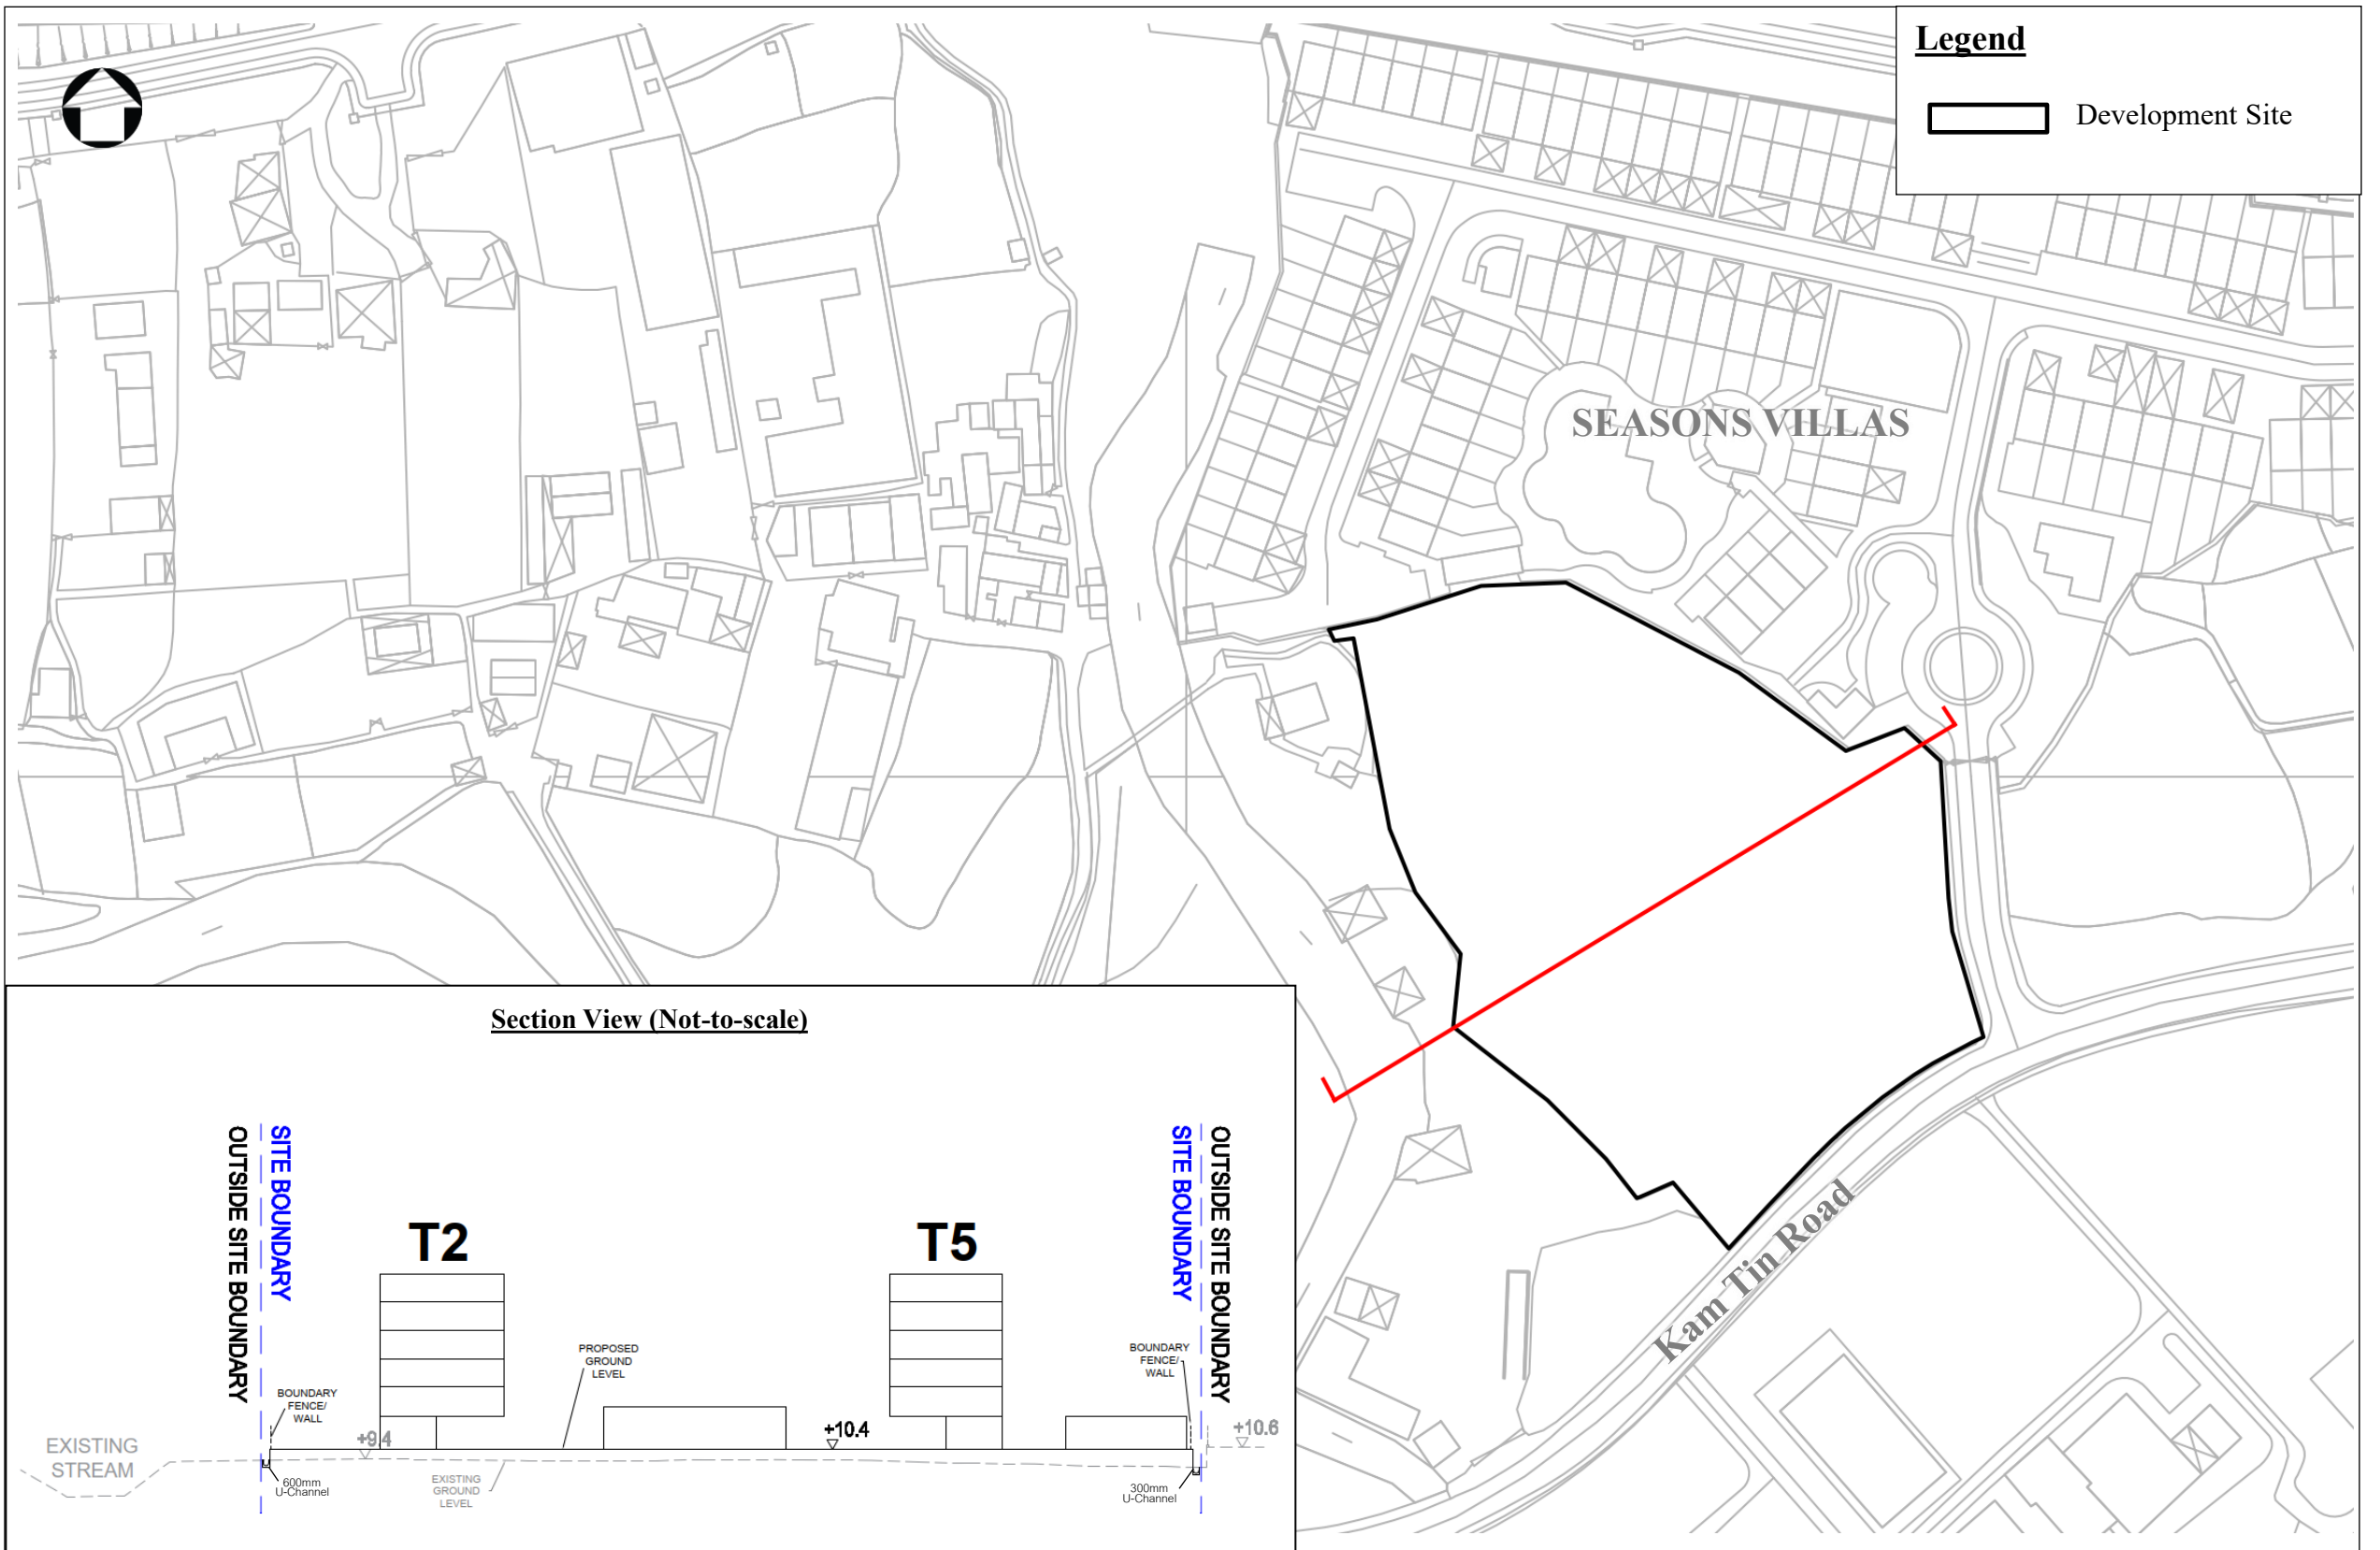 Legend
Development Site
SEASONS VILLAS
Kam Tin Road
Section View (Not-to-scale)
OUTSIDE SITE BOUNDARY
SITE BOUNDARY
SITE BOUNDARY
OUTSIDE SITE BOUNDARY
T2
T5
PROPOSED
GROUND
LEVEL
BOUNDARY
FENCE/
WALL
BOUNDARY
FENCE/
WALL
+9.4
+10.4
+10.6
EXISTING
STREAM
600mm
U-Channel
EXISTING
GROUND
LEVEL
300mm
U-Channel